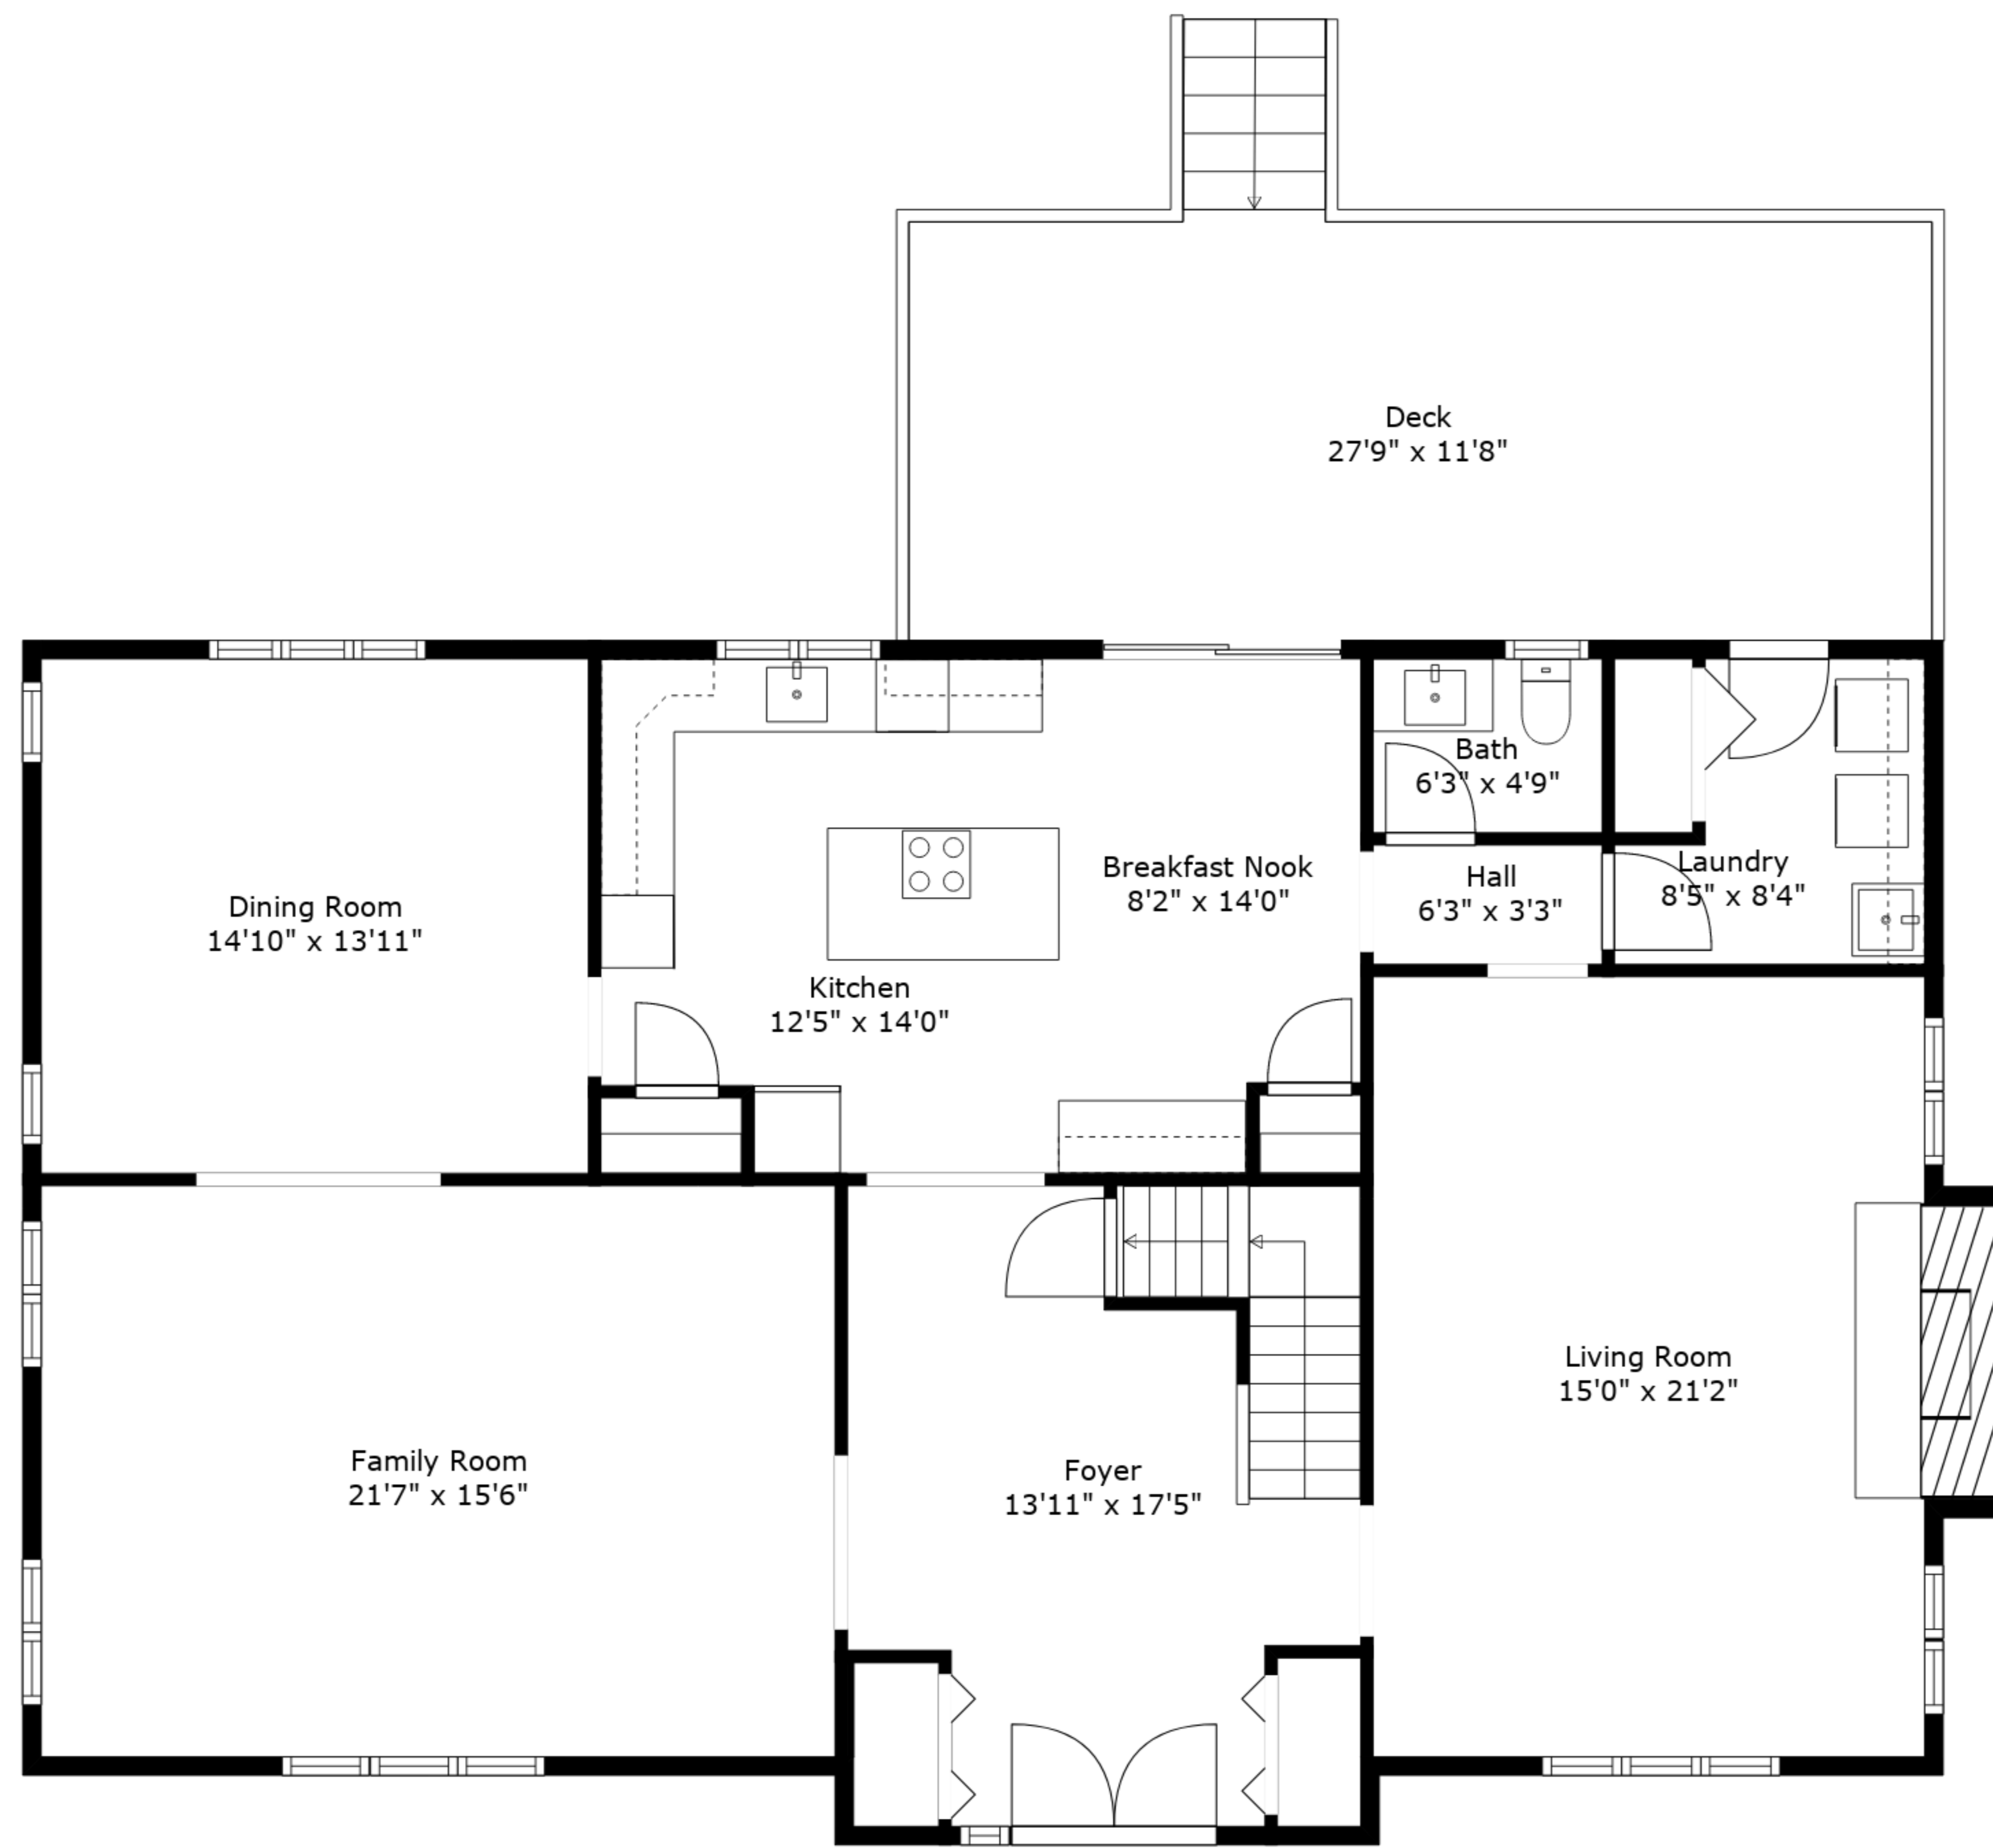 Deck
27'9" x 11'8"
Bath
6'3" x 4'9"
Breakfast Nook
8'2" x 14'0"
Hall
6'3" x 3'3"
Laundry
8'5" x 8'4"
Dining Room
14'10" x 13'11"
Kitchen
12'5" x 14'0"
Living Room
15'0" x 21'2"
Family Room
21'7" x 15'6"
Foyer
13'11" x 17'5"